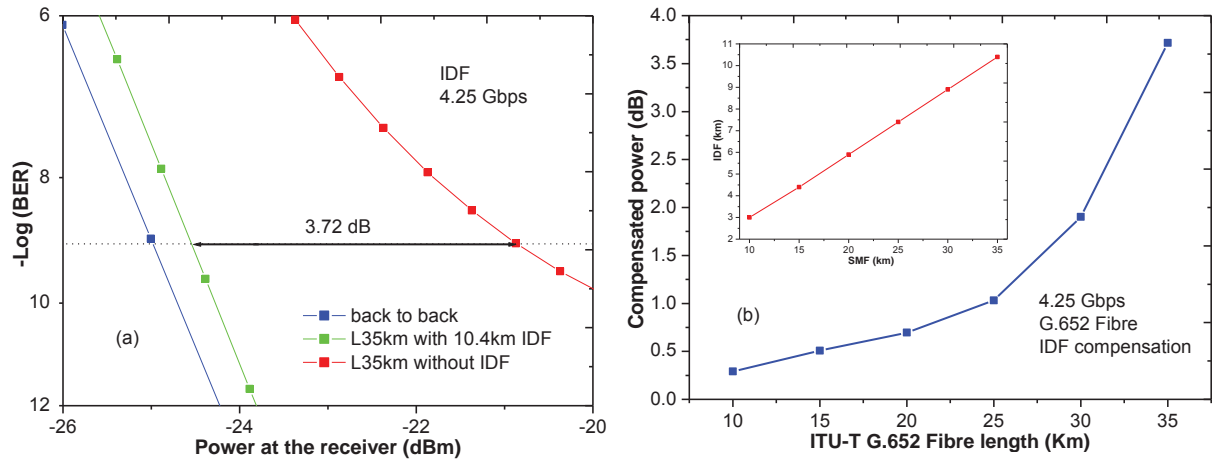 6
8
10
12
-Log (BER)
IDF
4.25 Gbps
3.72 dB
(a)
back to back
L35km with 10.4km IDF
L35km without IDF
-26
-24
-22
-20
Power at the receiver (dBm)
4.0
3.5
3.0
2.5
2.0
1.5
1.0
0.5
0.0
Compensated power (dB)
11
10
9
8
7
6
5
4
3
2
IDF (km)
10
15
20
25
30
35
SMF (km)
(b)
4.25 Gbps
G.652 Fibre
IDF compensation
10
15
20
25
30
35
ITU-T G.652 Fibre length (Km)